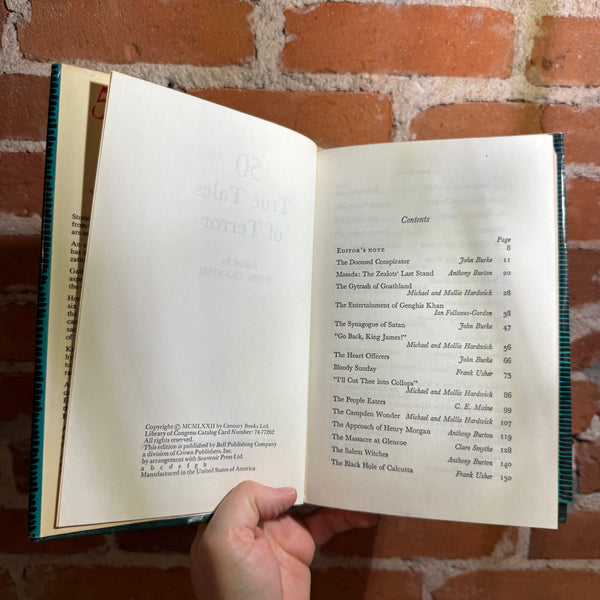 50
True Tales
of Terror
Edited by
JOHN CANNING
Copyright © MCMLXXII by Century Books Ltd.
Library of Congress Catalog Card Number: 74-77262
All rights reserved.
This edition is published by Bell Publishing Company
a division of Crown Publishers, Inc.
by arrangement with Souvenir Press Ltd.
a b c d e f g h
Manufactured in the United States of America
Contents
Page
EDITOR'S NOTE 8
The Doomed Conspirator John Burke 11
Masada: The Zealots' Last Stand Anthony Burton 20
The Gytrash of Goathland
Michael and Mollie Hardwick 28
The Entertainment of Genghis Khan
Ian Fellowes-Gordon 38
The Synagogue of Satan John Burke 47
"Go Back, King James!"
Michael and Mollie Hardwick 56
The Heart Offerers John Burke 66
Bloody Sunday Frank Usher 75
"I'll Cut Thee into Collops"
Michael and Mollie Hardwick 86
The People Eaters C. E. Maine 99
The Campden Wonder Michael and Mollie Hardwick 107
The Approach of Henry Morgan Anthony Burton 119
The Massacre at Glencoe Clare Smythe 132
The Salem Witches Anthony Burton 140
The Black Hole of Calcutta Frank Usher 150